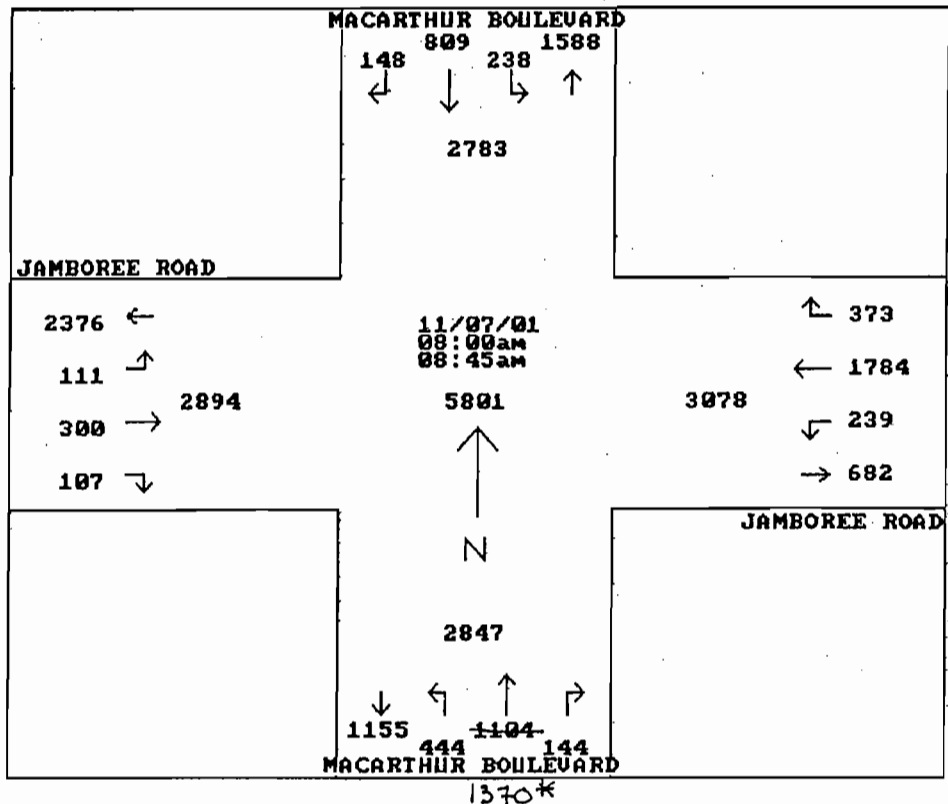 MACARTHUR BOULEVARD
148 809 238 1588
2783
JAMBOREE ROAD
2376
111
300
107
2894
11/07/01
08:00am
08:45am
5801
3078
373
1784
239
682
JAMBOREE ROAD
N
2847
1155 444 1104 144
MACARTHUR BOULEVARD
1370*